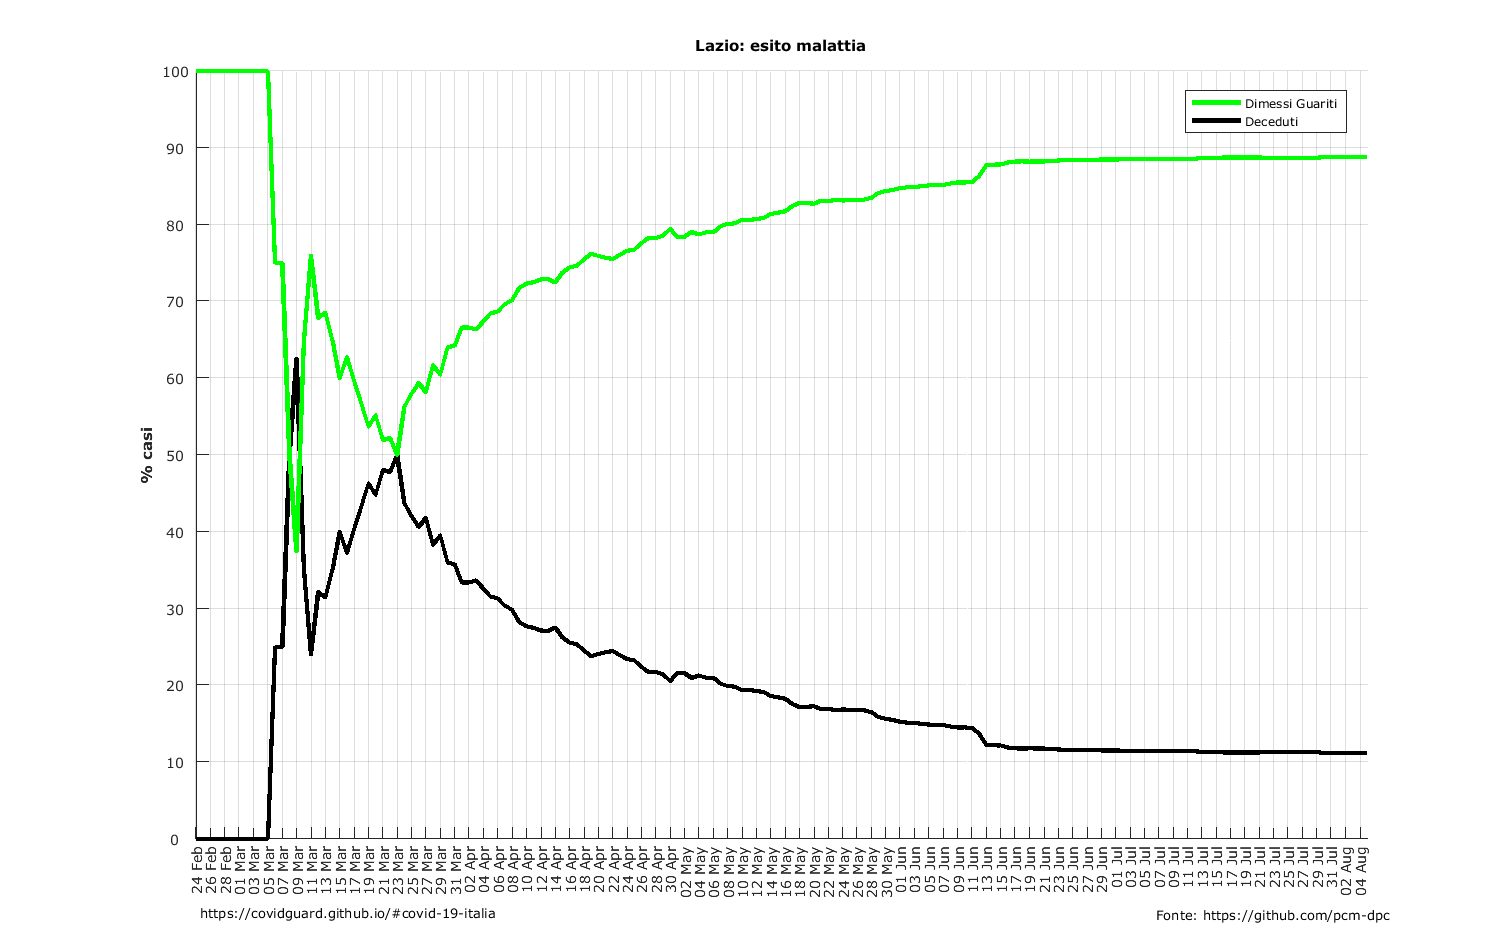 Lazio: esito malattia
100
90
80
70
60
50
40
30
20
10
0
% casi
Dimessi Guariti
Deceduti
24 Feb
26 Feb
28 Feb
01 Mar
03 Mar
05 Mar
07 Mar
09 Mar
11 Mar
13 Mar
15 Mar
17 Mar
19 Mar
21 Mar
23 Mar
25 Mar
27 Mar
29 Mar
31 Mar
02 Apr
04 Apr
06 Apr
08 Apr
10 Apr
12 Apr
14 Apr
16 Apr
18 Apr
20 Apr
22 Apr
24 Apr
26 Apr
28 Apr
30 Apr
02 May
04 May
06 May
08 May
10 May
12 May
14 May
16 May
18 May
20 May
22 May
24 May
26 May
28 May
30 May
01 Jun
03 Jun
05 Jun
07 Jun
09 Jun
11 Jun
13 Jun
15 Jun
17 Jun
19 Jun
21 Jun
23 Jun
25 Jun
27 Jun
29 Jun
01 Jul
03 Jul
05 Jul
07 Jul
09 Jul
11 Jul
13 Jul
15 Jul
17 Jul
19 Jul
21 Jul
23 Jul
25 Jul
27 Jul
29 Jul
31 Jul
02 Aug
04 Aug
https://covidguard.github.io/#covid-19-italia
Fonte: https://github.com/pcm-dpc